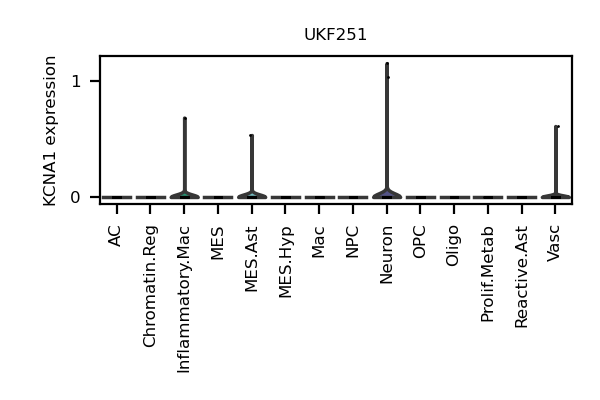 UKF251
KCNA1 expression
1
0
AC
Chromatin.Reg
Inflammatory.Mac
MES
MES.Ast
MES.Hyp
Mac
NPC
Neuron
OPC
Oligo
Prolif.Metab
Reactive.Ast
Vasc